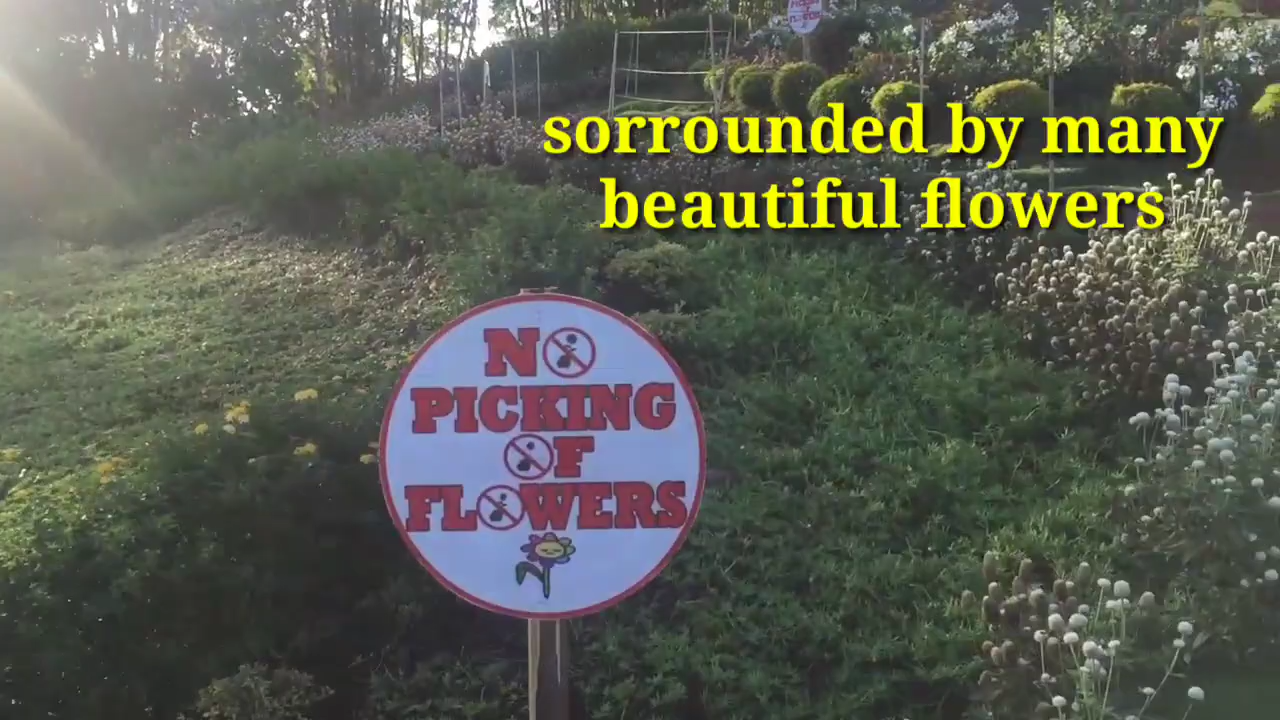 sorrounded by many
beautiful flowers
NO
PICKING
OF
FLOWERS